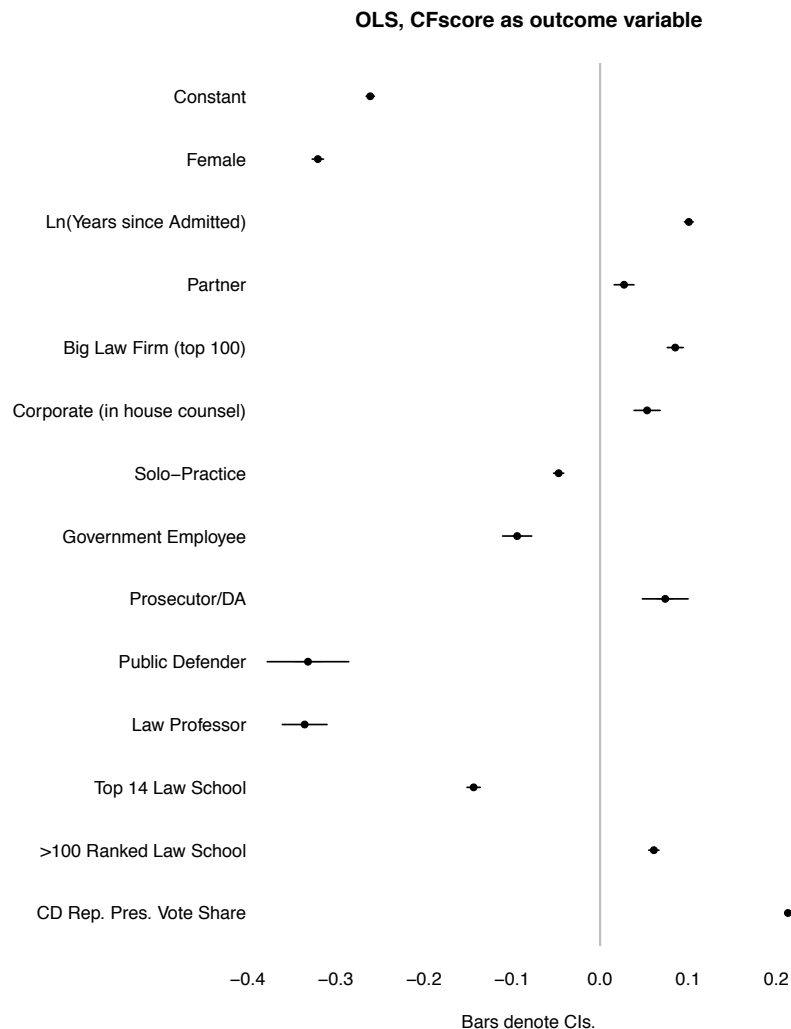 OLS, CFscore as outcome variable
Constant
Female
Ln(Years since Admitted)
Partner
Big Law Firm (top 100)
Corporate (in house counsel)
Solo−Practice
Government Employee
Prosecutor/DA
Public Defender
Law Professor
Top 14 Law School
>100 Ranked Law School
CD Rep. Pres. Vote Share
−0.4 −0.3 −0.2 −0.1 0.0 0.1 0.2
Bars denote CIs.